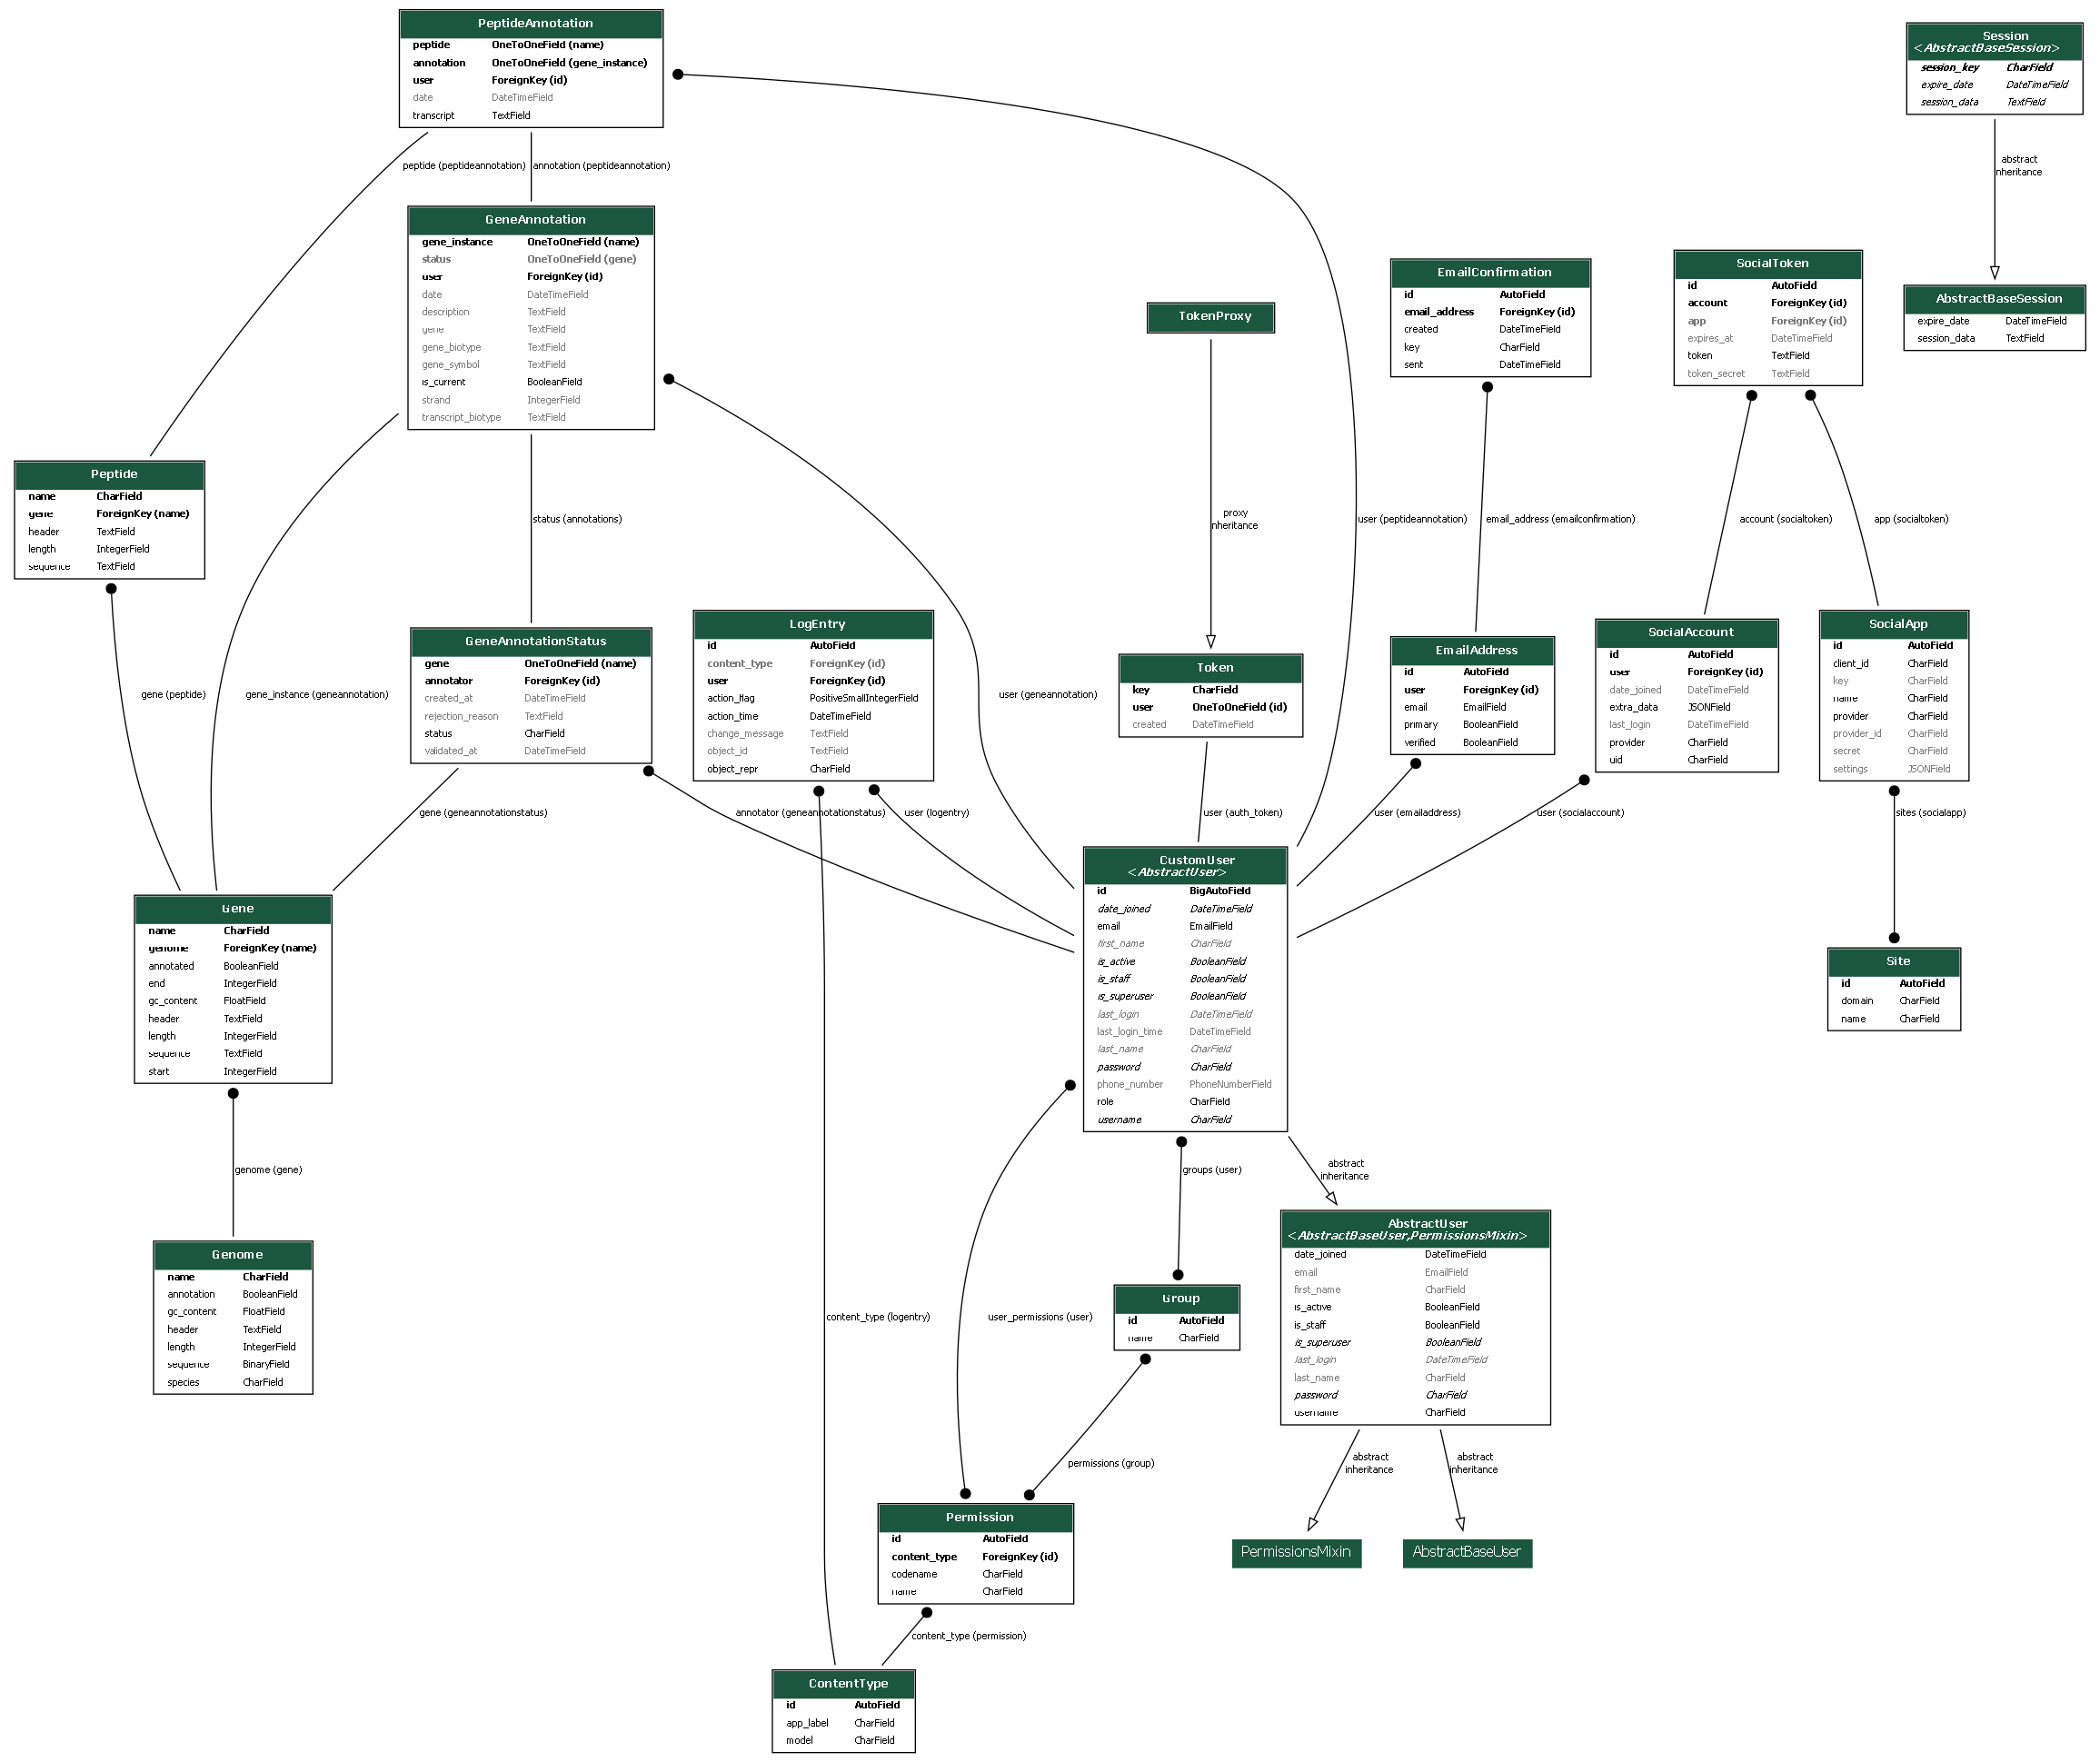 PeptideAnnotation
peptide OneToOneField (name)
annotation OneToOneField (gene_instance)
user ForeignKey (id)
date DateTimeField
transcript TextField
Session
<AbstractBaseSession>
session_key CharField
expire_date DateTimeField
session_data TextField
peptide (peptideannotation)
annotation (peptideannotation)
abstract
inheritance
GeneAnnotation
gene_instance OneToOneField (name)
status OneToOneField (gene)
user ForeignKey (id)
date DateTimeField
description TextField
gene TextField
gene_biotype TextField
gene_symbol TextField
is_current BooleanField
strand IntegerField
transcript_biotype TextField
TokenProxy
EmailConfirmation
id AutoField
email_address ForeignKey (id)
created DateTimeField
key CharField
sent DateTimeField
SocialToken
id AutoField
account ForeignKey (id)
app ForeignKey (id)
expires_at DateTimeField
token TextField
token_secret TextField
AbstractBaseSession
expire_date DateTimeField
session_data TextField
Peptide
name CharField
gene ForeignKey (name)
header TextField
length IntegerField
sequence TextField
status (annotations)
proxy
inheritance
user (peptideannotation)
email_address (emailconfirmation)
account (socialtoken)
app (socialtoken)
gene (peptide)
gene_instance (geneannotation)
GeneAnnotationStatus
gene OneToOneField (name)
annotator ForeignKey (id)
created_at DateTimeField
rejection_reason TextField
status CharField
validated_at DateTimeField
LogEntry
id AutoField
content_type ForeignKey (id)
user ForeignKey (id)
action_flag PositiveSmallIntegerField
action_time DateTimeField
change_message TextField
object_id TextField
object_repr CharField
user (geneannotation)
Token
key CharField
user OneToOneField (id)
created DateTimeField
EmailAddress
id AutoField
user ForeignKey (id)
email EmailField
primary BooleanField
verified BooleanField
SocialAccount
id AutoField
user ForeignKey (id)
date_joined DateTimeField
extra_data JSONField
last_login DateTimeField
provider CharField
uid CharField
SocialApp
id AutoField
client_id CharField
key CharField
name CharField
provider CharField
provider_id CharField
secret CharField
settings JSONField
gene (geneannotationstatus)
annotator (geneannotationstatus)
user (logentry)
user (auth_token)
user (emailaddress)
user (socialaccount)
sites (socialapp)
Gene
name CharField
genome ForeignKey (name)
annotated BooleanField
end IntegerField
gc_content FloatField
header TextField
length IntegerField
sequence TextField
start IntegerField
CustomUser
<AbstractUser>
id BigAutoField
date_joined DateTimeField
email EmailField
first_name CharField
is_active BooleanField
is_staff BooleanField
is_superuser BooleanField
last_login DateTimeField
last_login_time DateTimeField
last_name CharField
password CharField
phone_number PhoneNumberField
role CharField
username CharField
Site
id AutoField
domain CharField
name CharField
genome (gene)
groups (user)
abstract
inheritance
Genome
name CharField
annotation BooleanField
gc_content FloatField
header TextField
length IntegerField
sequence BinaryField
species CharField
content_type (logentry)
user_permissions (user)
Group
id AutoField
name CharField
AbstractUser
<AbstractBaseUser,PermissionsMixin>
date_joined DateTimeField
email EmailField
first_name CharField
is_active BooleanField
is_staff BooleanField
is_superuser BooleanField
last_login DateTimeField
last_name CharField
password CharField
username CharField
permissions (group)
abstract
inheritance
abstract
inheritance
Permission
id AutoField
content_type ForeignKey (id)
codename CharField
name CharField
PermissionsMixin
AbstractBaseUser
content_type (permission)
ContentType
id AutoField
app_label CharField
model CharField